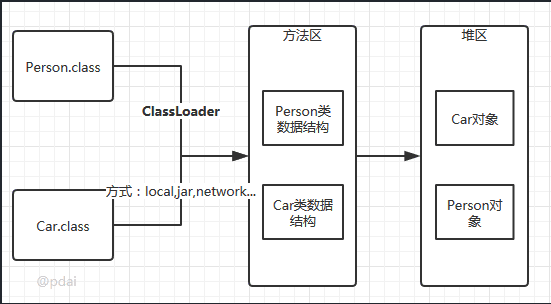 Person.class
ClassLoader
方式：local,jar,network...
Car.class
@pdai
方法区
Person类
数据结构
Car类数据
结构
堆区
Car对象
Person对
象